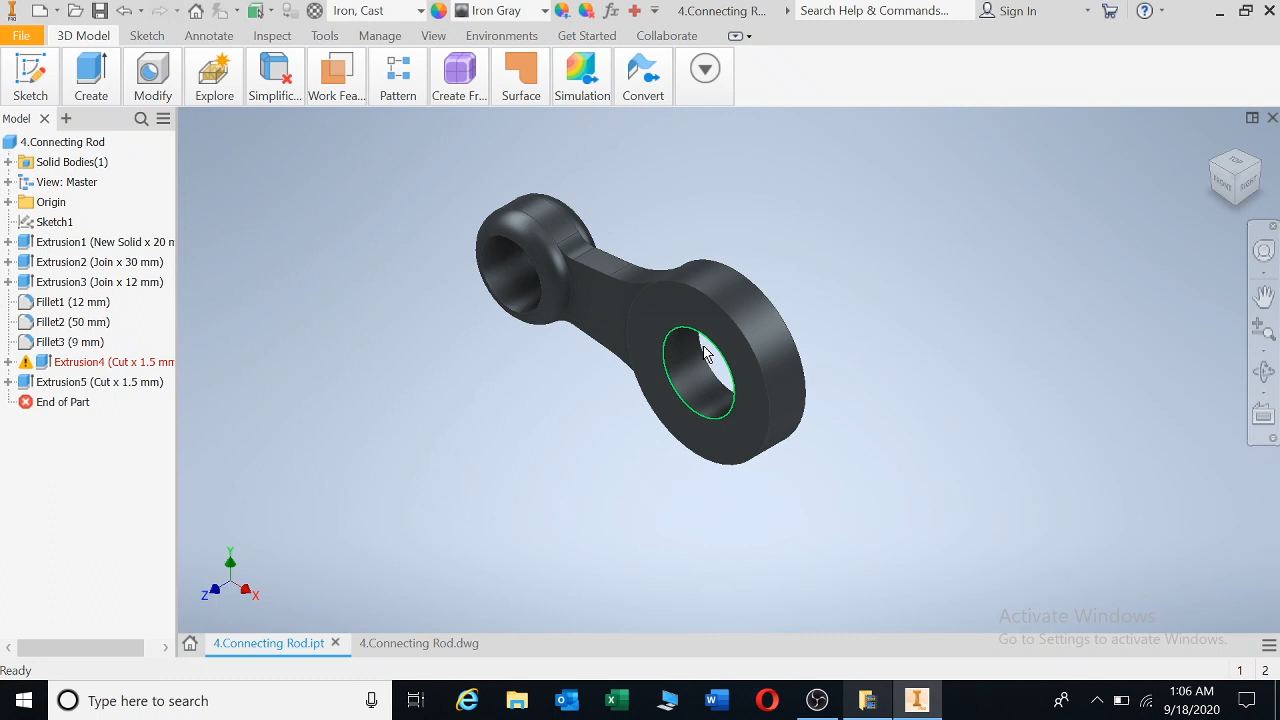 PRO
Iron, Cast
Iron Gray
4.Connecting R...
Search Help & Commands...
Sign In
File
3D Model
Sketch
Annotate
Inspect
Tools
Manage
View
Environments
Get Started
Collaborate
Sketch
Create
Modify
Explore
Simplific...
Work Fea...
Pattern
Create Fr...
Surface
Simulation
Convert
Model
4.Connecting Rod
Solid Bodies(1)
View: Master
Origin
Sketch1
Extrusion1 (New Solid x 20 m
Extrusion2 (Join x 30 mm)
Extrusion3 (Join x 12 mm)
Fillet1 (12 mm)
Fillet2 (50 mm)
Fillet3 (9 mm)
Extrusion4 (Cut x 1.5 mm
Extrusion5 (Cut x 1.5 mm)
End of Part
TOP
FRONT
RIGHT
Y
Z
X
Activate Windows
Go to Settings to activate Windows.
4.Connecting Rod.ipt
4.Connecting Rod.dwg
Ready
1
2
Type here to search
1:06 AM
9/18/2020